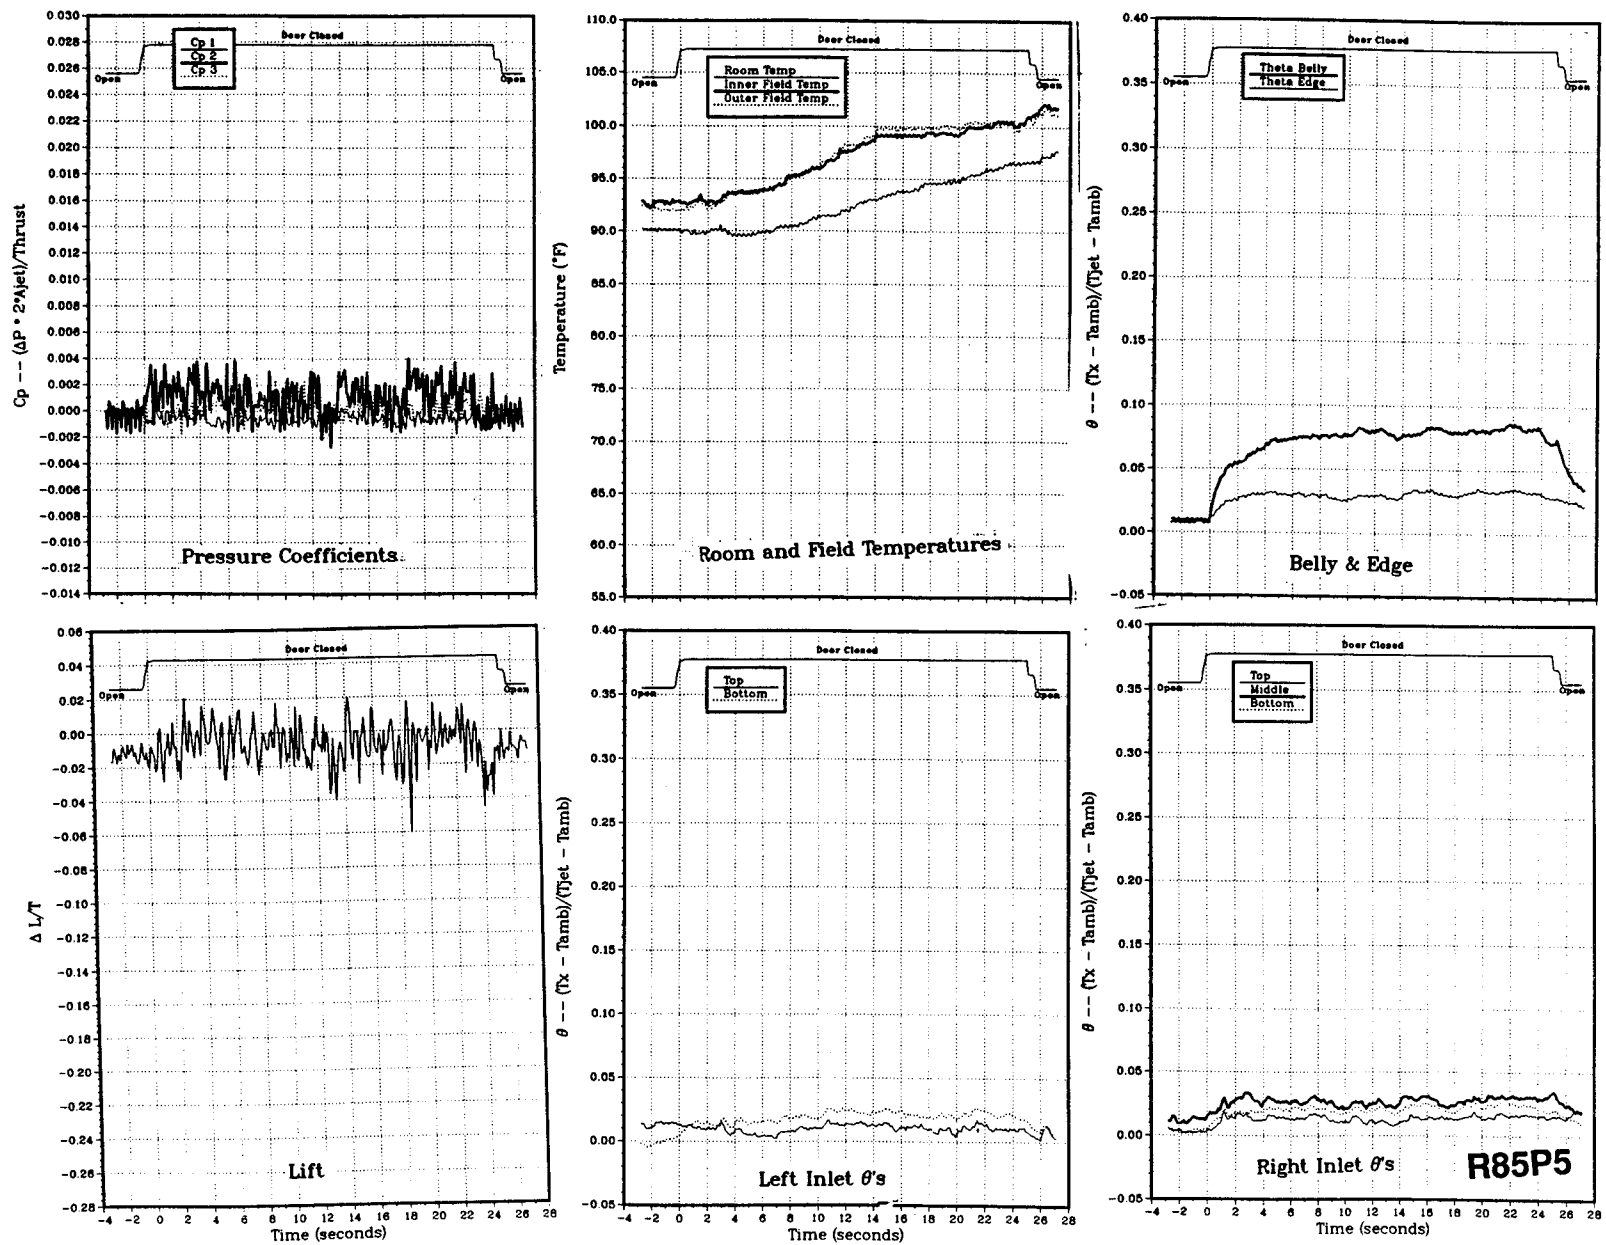 0.030
0.028
0.026
0.024
0.022
0.020
0.018
0.016
0.014
0.012
0.010
0.008
0.006
0.004
0.002
0.000
-0.002
-0.004
-0.006
-0.008
-0.010
-0.012
-0.014
Cp -- (ΔP * 2*Ajet)/Thrust
Open
Door Closed
Open
Cp 1
Cp 2
Cp 3
Pressure Coefficients
110.0
105.0
100.0
95.0
90.0
85.0
80.0
75.0
70.0
65.0
60.0
55.0
Temperature (°F)
Open
Door Closed
Open
Room Temp
Inner Field Temp
Outer Field Temp
Room and Field Temperatures
0.40
0.35
0.30
0.25
0.20
0.15
0.10
0.05
0.00
-0.05
θ --- (Tx - Tamb)/(Tjet - Tamb)
Open
Door Closed
Open
Theta Belly
Theta Edge
Belly & Edge
0.06
0.04
0.02
0.00
-0.02
-0.04
-0.06
-0.08
-0.10
-0.12
-0.14
-0.16
-0.18
-0.20
-0.22
-0.24
-0.26
-0.28
Δ L/T
Open
Door Closed
Open
Lift
-4 -2 0 2 4 6 8 10 12 14 16 18 20 22 24 26 28
Time (seconds)
0.40
0.35
0.30
0.25
0.20
0.15
0.10
0.05
0.00
-0.05
θ --- (Tx - Tamb)/(Tjet - Tamb)
Open
Door Closed
Open
Top
Bottom
Left Inlet θ's
-4 -2 0 2 4 6 8 10 12 14 16 18 20 22 24 26 28
Time (seconds)
0.40
0.35
0.30
0.25
0.20
0.15
0.10
0.05
0.00
-0.05
θ --- (Tx - Tamb)/(Tjet - Tamb)
Open
Door Closed
Open
Top
Middle
Bottom
Right Inlet θ's
R85P5
-4 -2 0 2 4 6 8 10 12 14 16 18 20 22 24 26 28
Time (seconds)